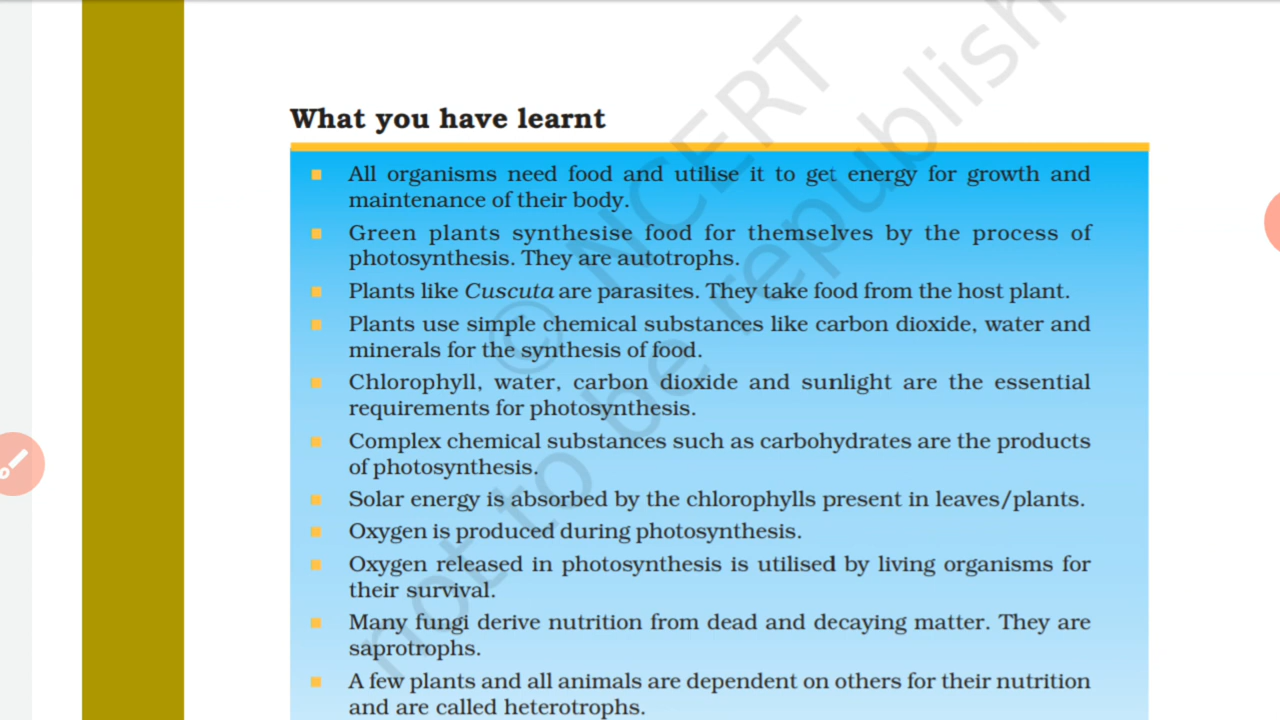 What you have learnt
All organisms need food and utilise it to get energy for growth and
maintenance of their body.
Green plants synthesise food for themselves by the process of
photosynthesis. They are autotrophs.
Plants like Cuscuta are parasites. They take food from the host plant.
Plants use simple chemical substances like carbon dioxide, water and
minerals for the synthesis of food.
Chlorophyll, water, carbon dioxide and sunlight are the essential
requirements for photosynthesis.
Complex chemical substances such as carbohydrates are the products
of photosynthesis.
Solar energy is absorbed by the chlorophylls present in leaves/plants.
Oxygen is produced during photosynthesis.
Oxygen released in photosynthesis is utilised by living organisms for
their survival.
Many fungi derive nutrition from dead and decaying matter. They are
saprotrophs.
A few plants and all animals are dependent on others for their nutrition
and are called heterotrophs.
© NCERT
not to be republish